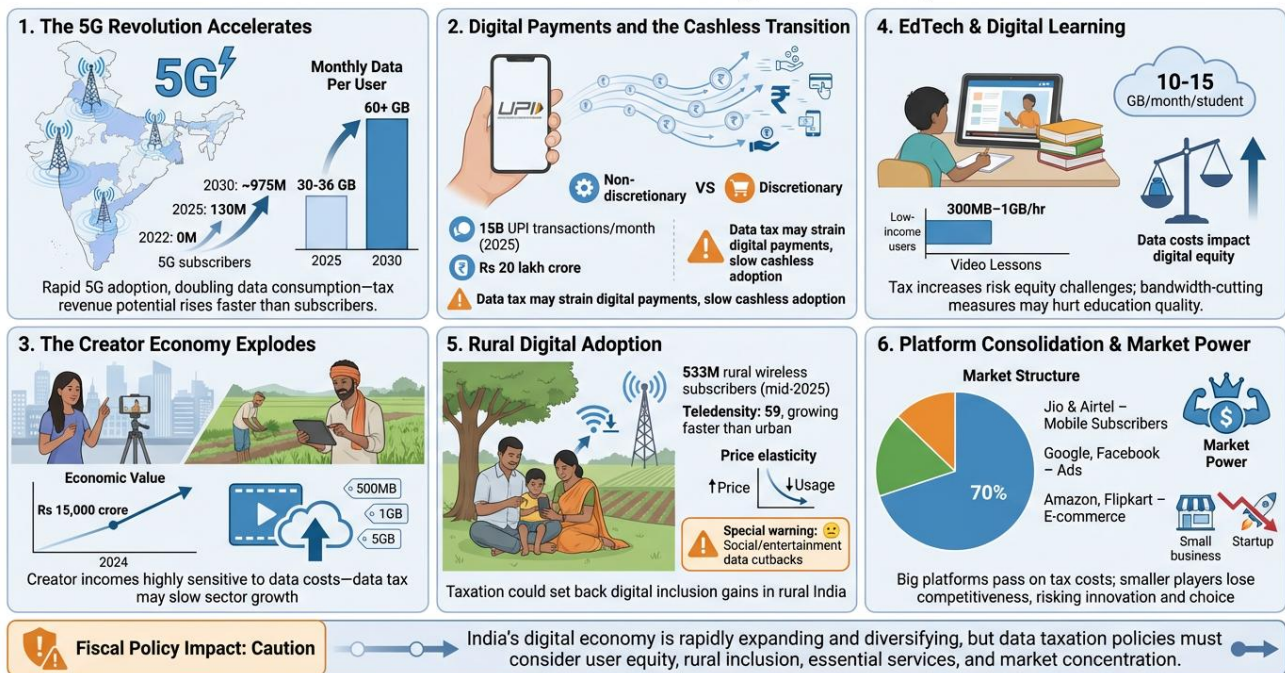 1. The 5G Revolution Accelerates
5G
Monthly Data
Per User
60+ GB
30-36 GB
2030: ~975M
2025: 130M
2022: 0M
5G subscribers
2025
2030
Rapid 5G adoption, doubling data consumption—tax
revenue potential rises faster than subscribers.
2. Digital Payments and the Cashless Transition
UPI
Non-
discretionary
VS
Discretionary
15B UPI transactions/month
(2025)
Rs 20 lakh crore
Data tax may strain
digital payments,
slow cashless
adoption
Data tax may strain digital payments, slow cashless adoption
4. EdTech & Digital Learning
10-15
GB/month/student
300MB–1GB/hr
Low-
income
users
Video Lessons
Data costs impact
digital equity
Tax increases risk equity challenges; bandwidth-cutting
measures may hurt education quality.
3. The Creator Economy Explodes
Economic Value
Rs 15,000 crore
2024
500MB
1GB
5GB
Creator incomes highly sensitive to data costs—data tax
may slow sector growth
5. Rural Digital Adoption
533M rural wireless
subscribers (mid-2025)
Teledensity: 59, growing
faster than urban
Price elasticity
↑Price
↓Usage
Special warning:
Social/entertainment
data cutbacks
Taxation could set back digital inclusion gains in rural India
6. Platform Consolidation & Market Power
Market Structure
70%
Jio & Airtel –
Mobile Subscribers
Google, Facebook
– Ads
Amazon, Flipkart –
E-commerce
$
Market
Power
Small
business
Startup
Big platforms pass on tax costs; smaller players lose
competitiveness, risking innovation and choice
Fiscal Policy Impact: Caution
India's digital economy is rapidly expanding and diversifying, but data taxation policies must
consider user equity, rural inclusion, essential services, and market concentration.